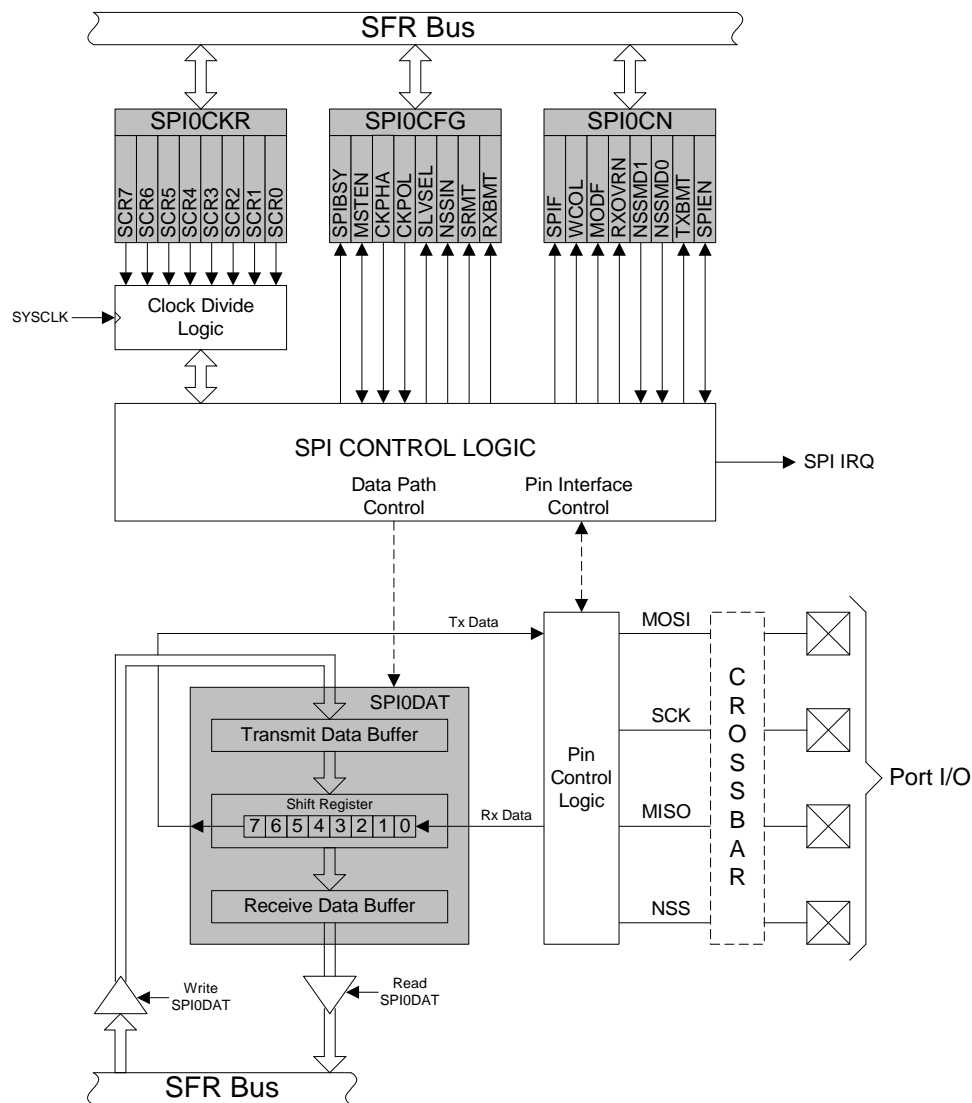 SFR Bus
SPI0CKR
SPI0CFG
SPI0CN
SCR7
SCR6
SCR5
SCR4
SCR3
SCR2
SCR1
SCR0
SPIBSY
MSTEN
CKPHA
CKPOL
SLVSEL
NSSIN
SRMT
RXBMT
SPIF
WCOL
MODF
RXOVRN
NSSMD1
NSSMD0
TXBMT
SPIEN
SYSCLK
Clock Divide
Logic
SPI CONTROL LOGIC
SPI IRQ
Data Path
Control
Pin Interface
Control
Tx Data
MOSI
SPI0DAT
Transmit Data Buffer
SCK
Shift Register
7 6 5 4 3 2 1 0
Rx Data
Pin
Control
Logic
MISO
Receive Data Buffer
NSS
CROSSBAR
Port I/O
Write
SPI0DAT
Read
SPI0DAT
SFR Bus